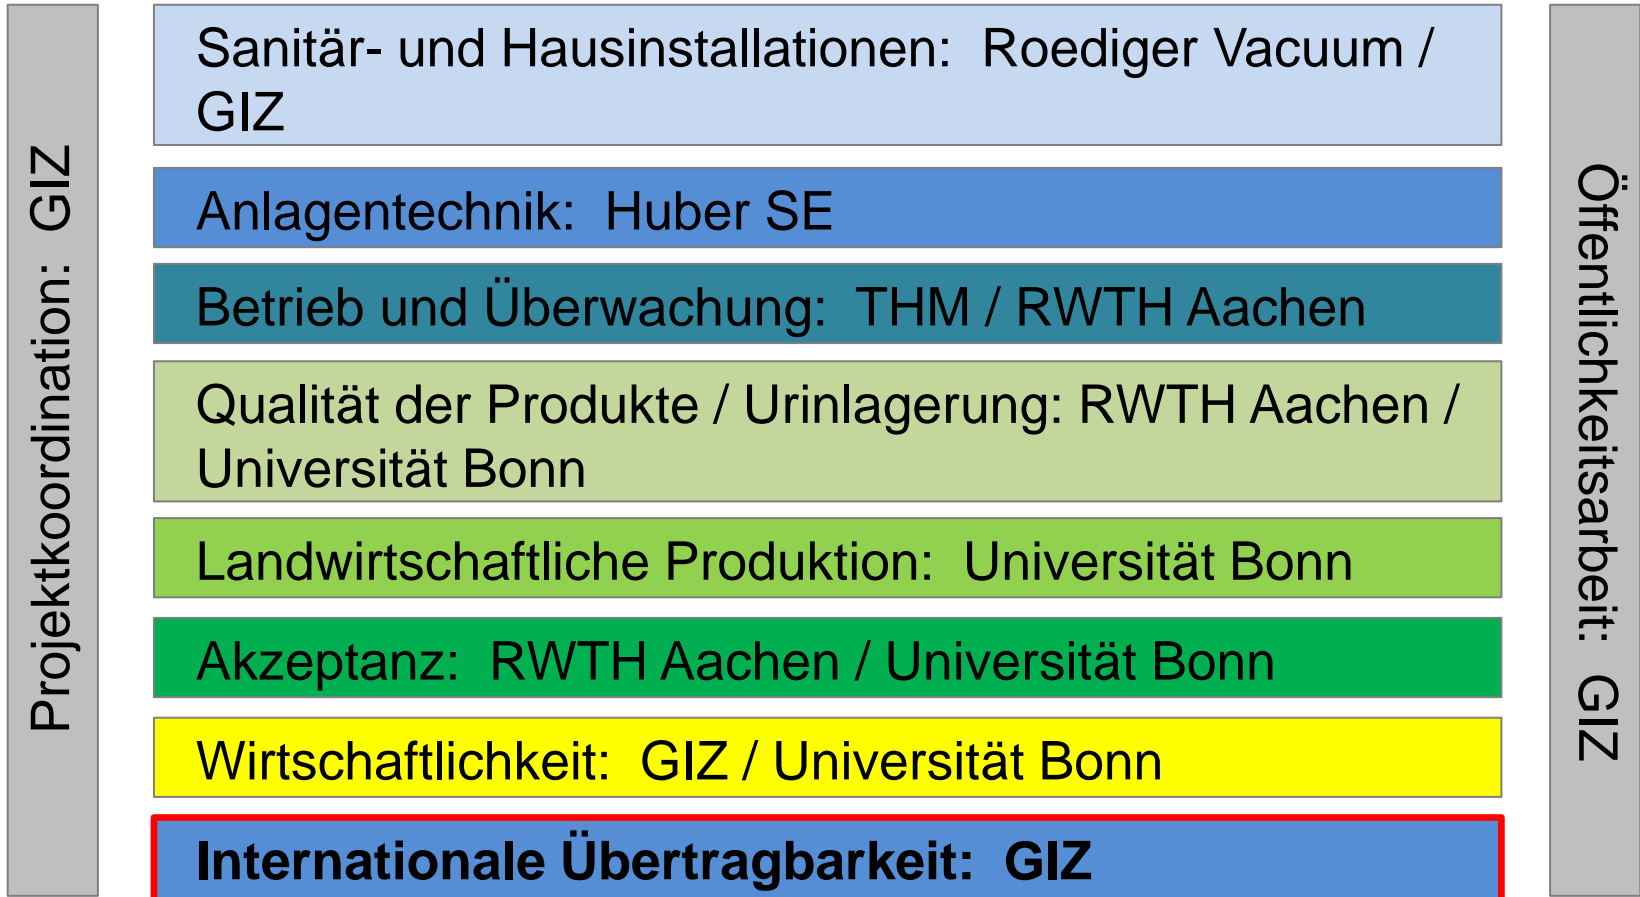 Projektkoordination: GIZ
Sanitär- und Hausinstallationen: Roediger Vacuum /
GIZ
Anlagentechnik: Huber SE
Betrieb und Überwachung: THM / RWTH Aachen
Qualität der Produkte / Urinlagerung: RWTH Aachen /
Universität Bonn
Landwirtschaftliche Produktion: Universität Bonn
Akzeptanz: RWTH Aachen / Universität Bonn
Wirtschaftlichkeit: GIZ / Universität Bonn
Internationale Übertragbarkeit: GIZ
Öffentlichkeitsarbeit: GIZ